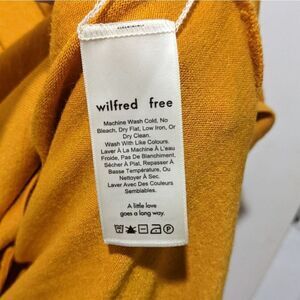 wilfred free
Machine Wash Cold, No
Bleach, Dry Flat, Low Iron, Or
Dry Clean.
Wash With Like Colours.
Laver À La Machine À L'eau
Froide, Pas De Blanchiment,
Sécher À Plat, Repasser À
Basse Température, Ou
Nettoyer À Sec.
Laver Avec Des Couleurs
Semblables.
A little love
goes a long way.